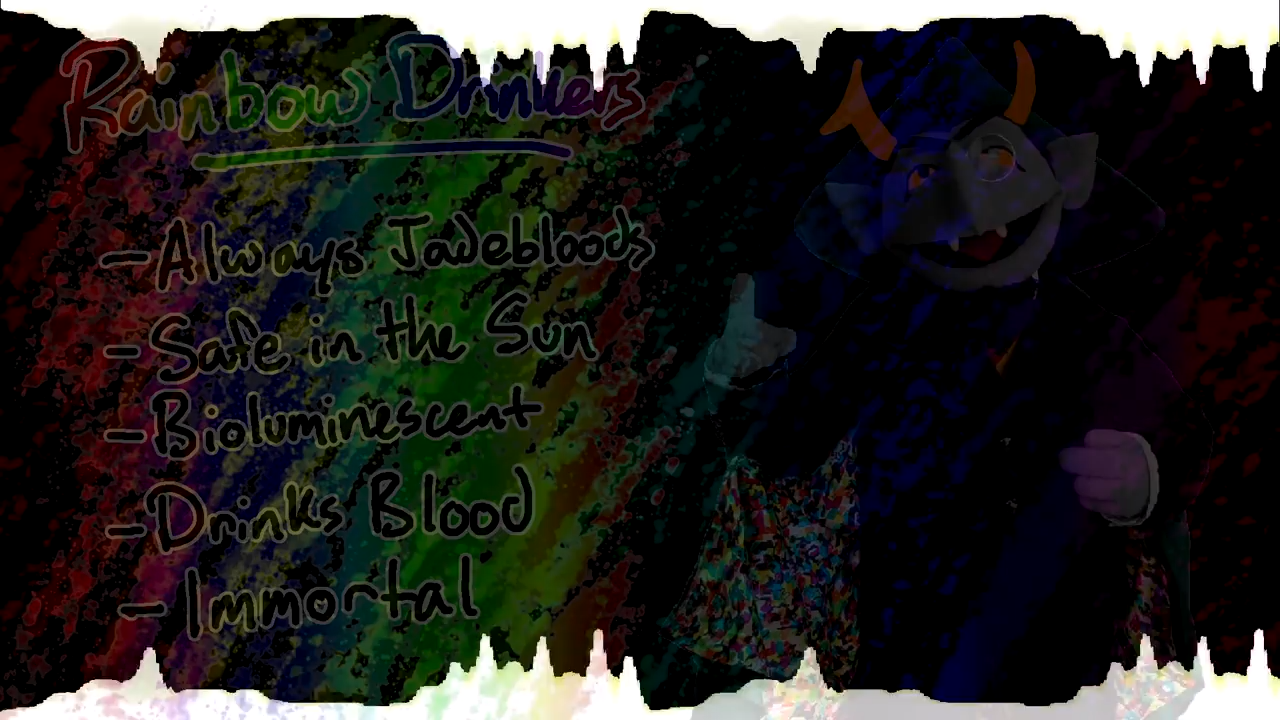 Rainbow Drinkers
- Always Jadebloods
- Safe in the Sun
- Bioluminescent
- Drinks Blood
- Immortal